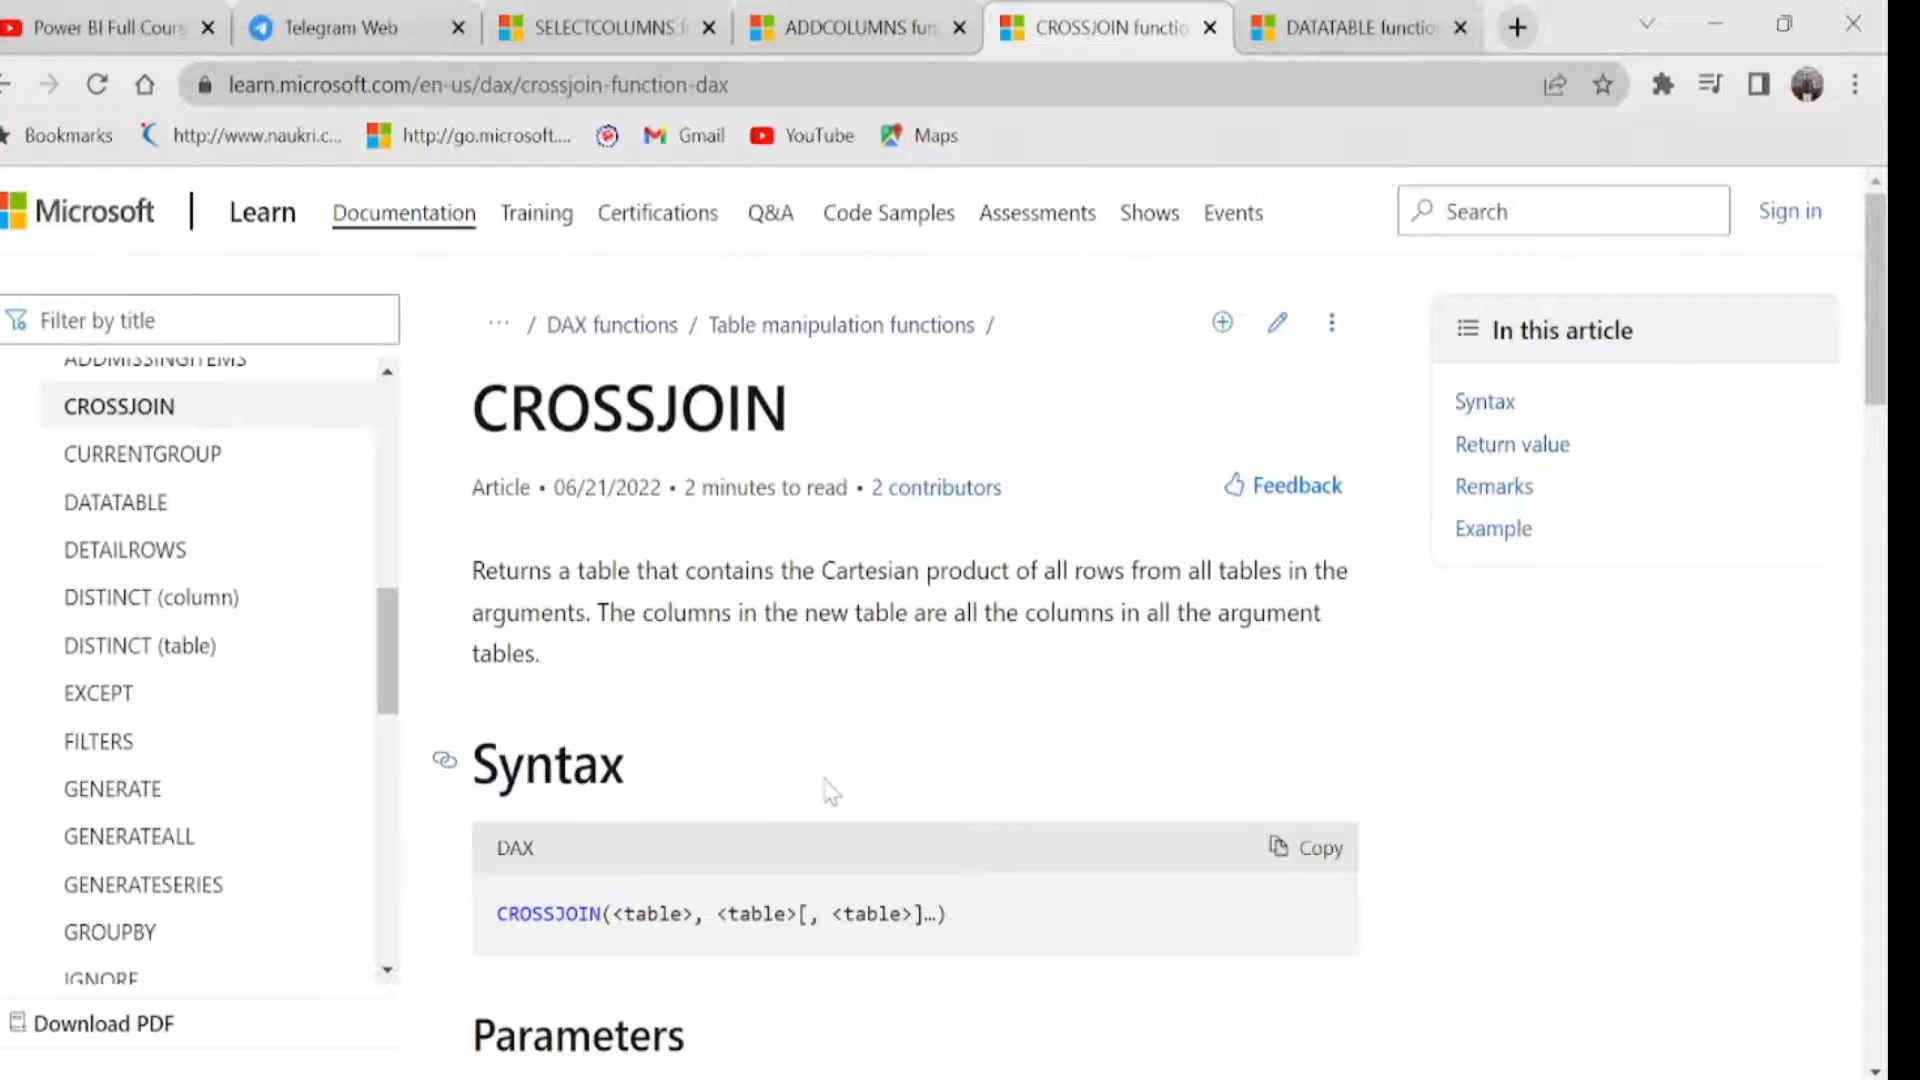 Power BI Full Cours
Telegram Web
SELECTCOLUMNS f
ADDCOLUMNS fun
CROSSJOIN functio
DATATABLE functio
learn.microsoft.com/en-us/dax/crossjoin-function-dax
Bookmarks
http://www.naukri.c...
http://go.microsoft....
Gmail
YouTube
Maps
Microsoft
Learn
Documentation
Training
Certifications
Q&A
Code Samples
Assessments
Shows
Events
Search
Sign in
Filter by title
ADDMISSINGITEMS
CROSSJOIN
CURRENTGROUP
DATATABLE
DETAILROWS
DISTINCT (column)
DISTINCT (table)
EXCEPT
FILTERS
GENERATE
GENERATEALL
GENERATESERIES
GROUPBY
IGNORE
Download PDF
··· / DAX functions / Table manipulation functions /
CROSSJOIN
Article • 06/21/2022 • 2 minutes to read • 2 contributors
Feedback
Returns a table that contains the Cartesian product of all rows from all tables in the
arguments. The columns in the new table are all the columns in all the argument
tables.
Syntax
DAX
Copy
CROSSJOIN(<table>, <table>[, <table>]…)
Parameters
In this article
Syntax
Return value
Remarks
Example